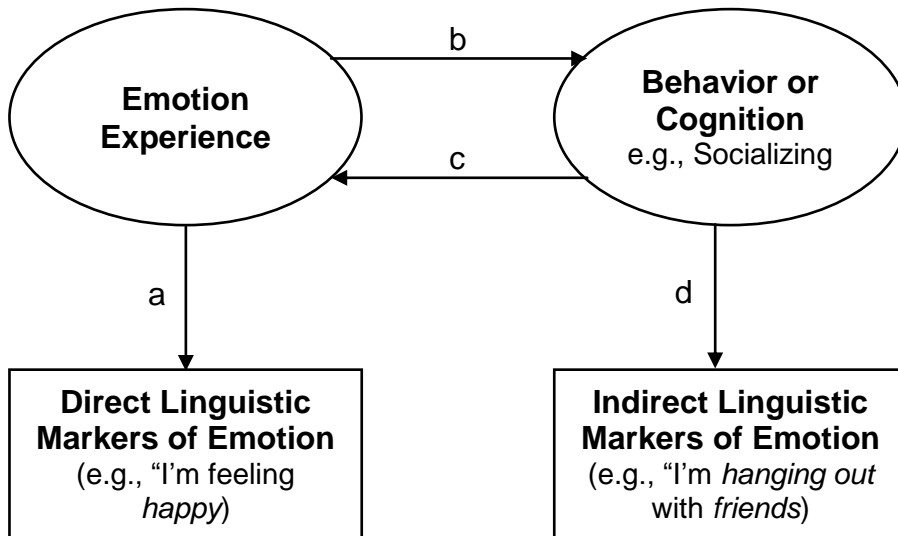 b
Emotion
Experience
Behavior or
Cognition
e.g., Socializing
c
a
d
Direct Linguistic
Markers of Emotion
(e.g., “I’m feeling
happy)
Indirect Linguistic
Markers of Emotion
(e.g., “I’m hanging out
with friends)